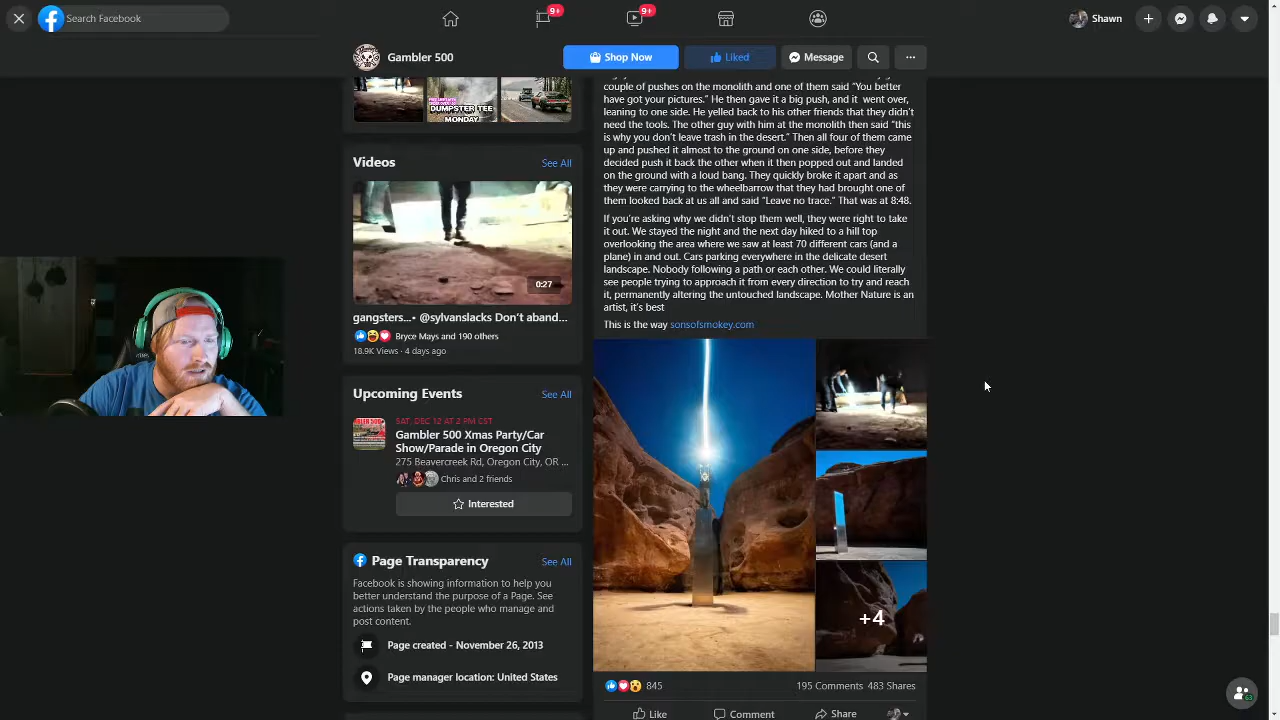 Search Facebook
9+
9+
Shawn
Gambler 500
Shop Now
Liked
Message
DUMPSTER TEE
MONDAY
Videos
See All
0:27
gangsters...• @sylvanslacks Don't aband...
Bryce Mays and 190 others
18.9K Views · 4 days ago
Upcoming Events
See All
SAT, DEC 12 AT 2 PM CST
Gambler 500 Xmas Party/Car
Show/Parade in Oregon City
275 Beavercreek Rd, Oregon City, OR ...
Chris and 2 friends
Interested
Page Transparency
See All
Facebook is showing information to help you
better understand the purpose of a Page. See
actions taken by the people who manage and
post content.
Page created - November 26, 2013
Page manager location: United States
couple of pushes on the monolith and one of them said "You better
have got your pictures." He then gave it a big push, and it went over,
leaning to one side. He yelled back to his other friends that they didn't
need the tools. The other guy with him at the monolith then said "this
is why you don't leave trash in the desert." Then all four of them came
up and pushed it almost to the ground on one side, before they
decided push it back the other when it then popped out and landed
on the ground with a loud bang. They quickly broke it apart and as
they were carrying to the wheelbarrow that they had brought one of
them looked back at us all and said "Leave no trace." That was at 8:48.
If you're asking why we didn't stop them well, they were right to take
it out. We stayed the night and the next day hiked to a hill top
overlooking the area where we saw at least 70 different cars (and a
plane) in and out. Cars parking everywhere in the delicate desert
landscape. Nobody following a path or each other. We could literally
see people trying to approach it from every direction to try and reach
it, permanently altering the untouched landscape. Mother Nature is an
artist, it's best
This is the way sonsofsmokey.com
+4
845
195 Comments 483 Shares
Like
Comment
Share